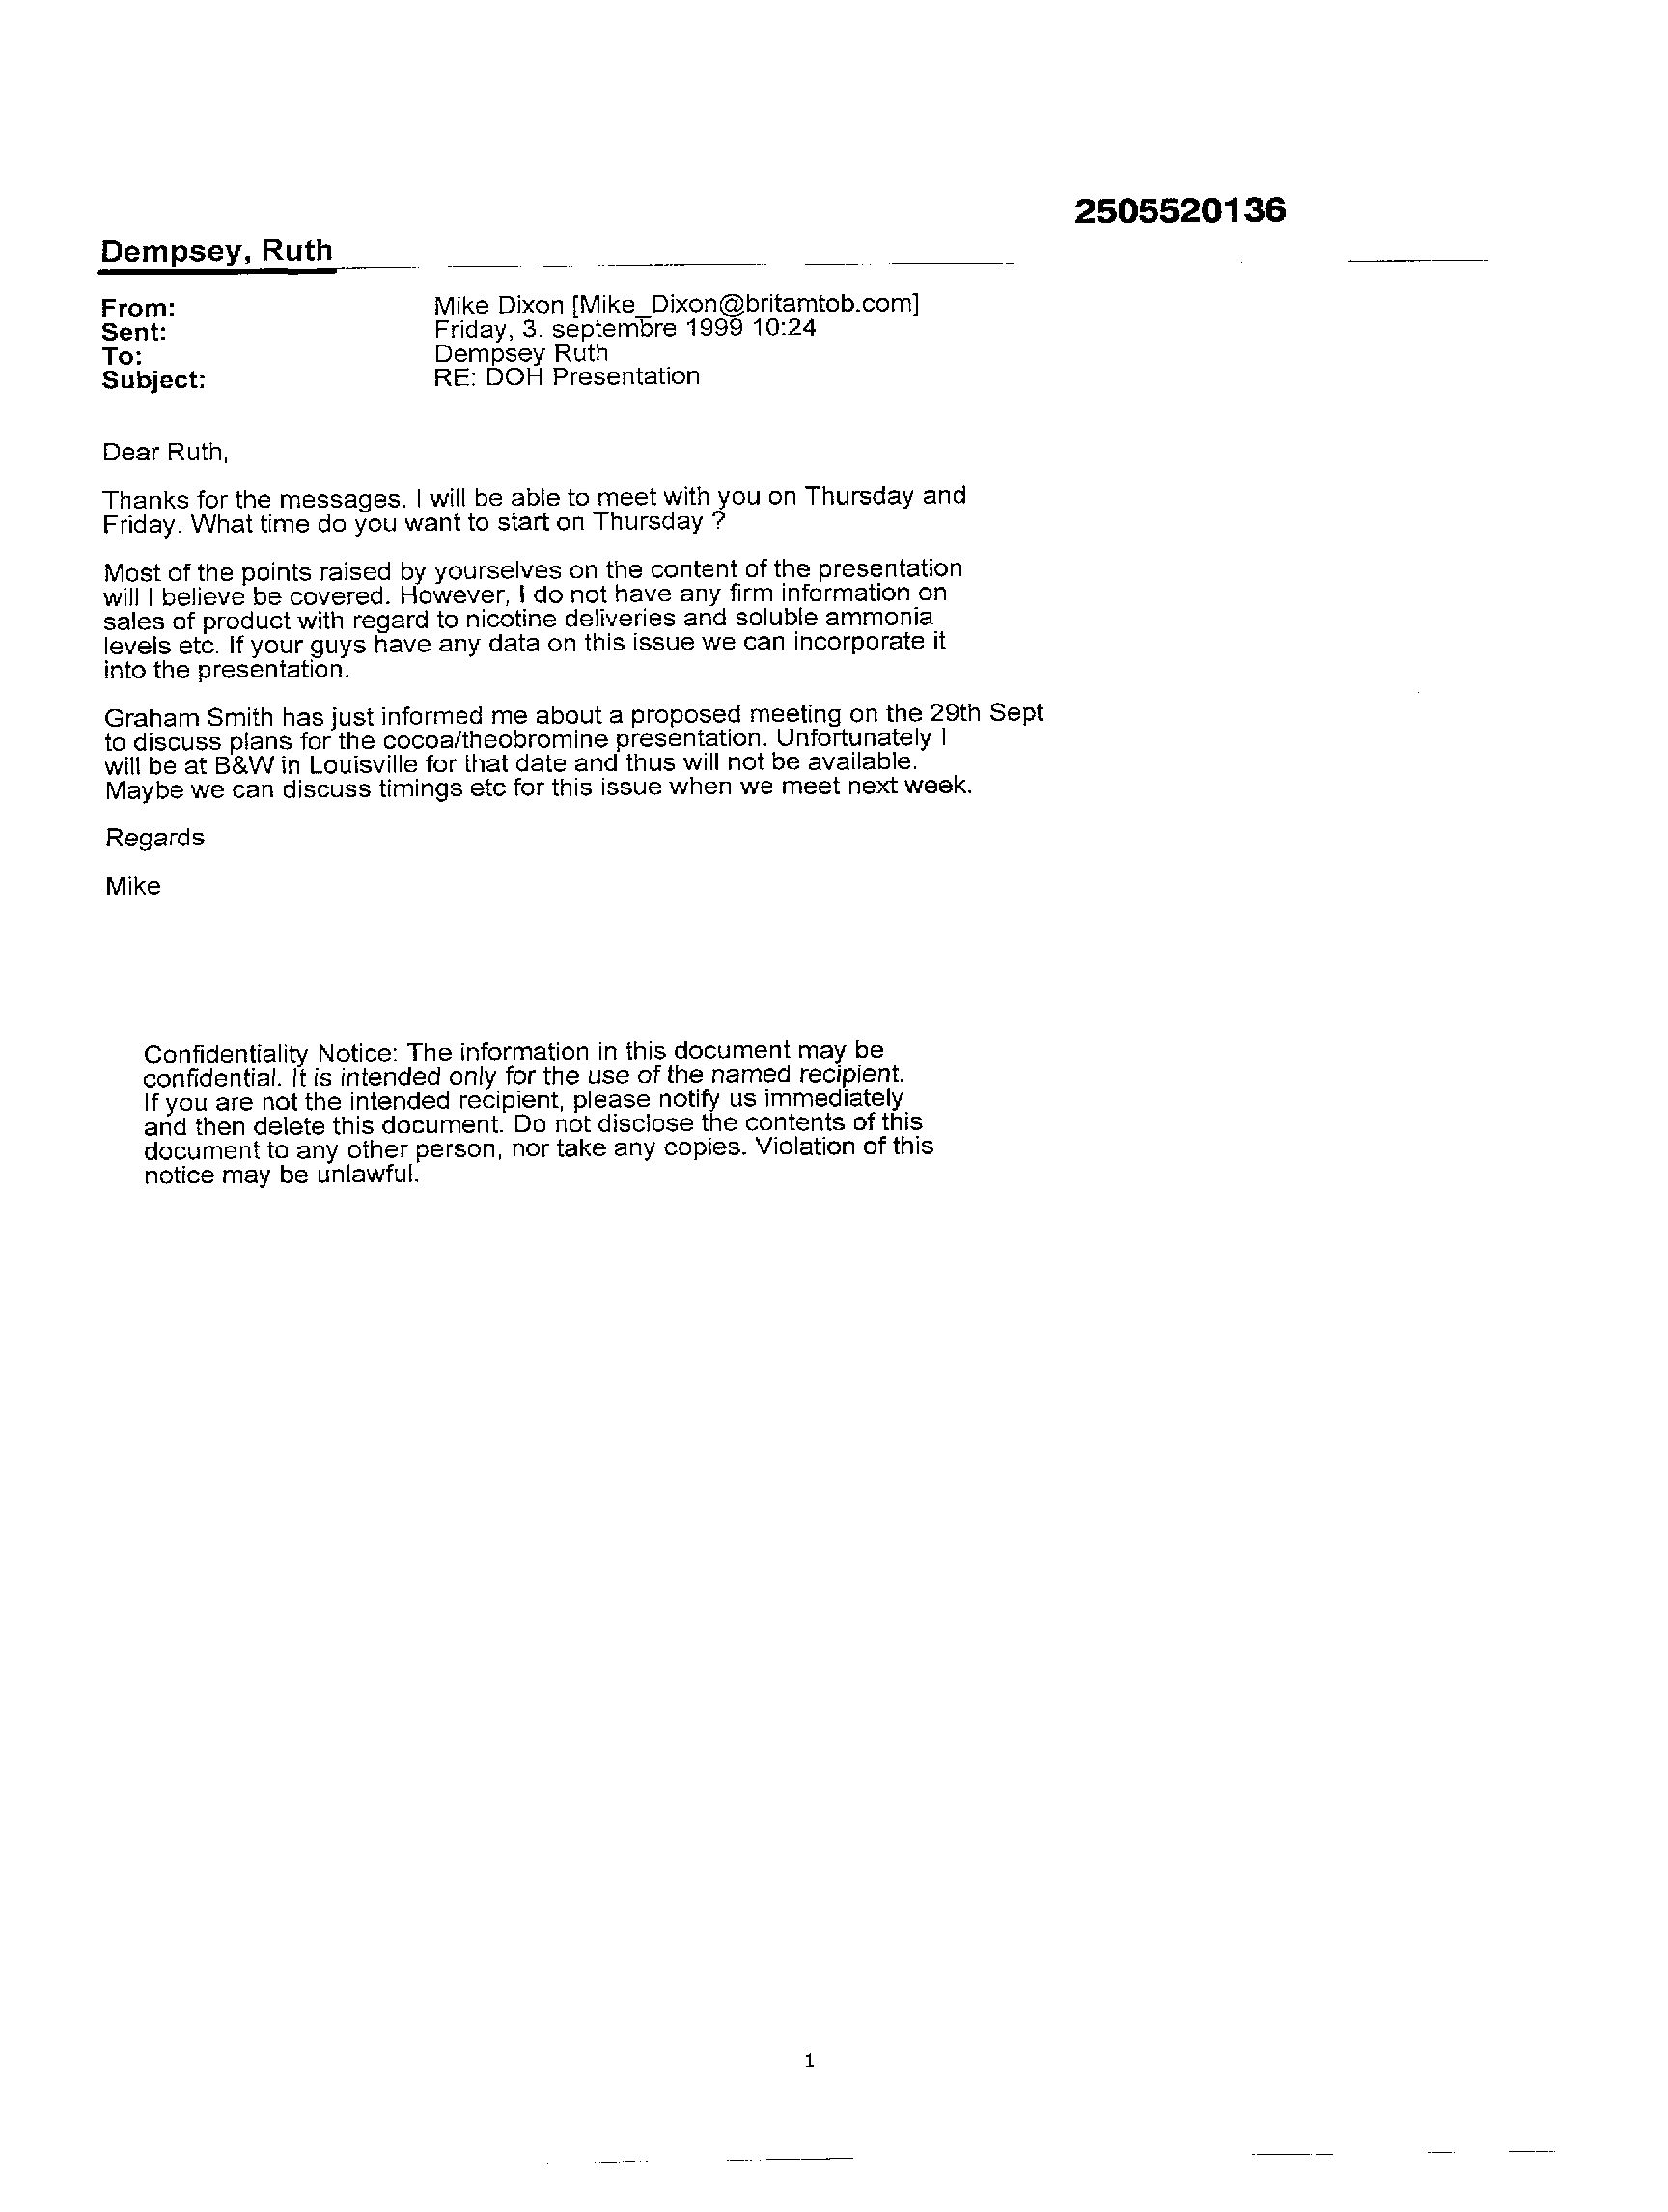 2505520136
Dempsey, Ruth
From: Mike Dixon [Mike_Dixon@britamtob.com]
Sent: Friday, 3. septembre 1999 10:24
To: Dempsey Ruth
Subject: RE: DOH Presentation
Dear Ruth,
Thanks for the messages. I will be able to meet with you on Thursday and
Friday. What time do you want to start on Thursday ?
Most of the points raised by yourselves on the content of the presentation
will I believe be covered. However, I do not have any firm information on
sales of product with regard to nicotine deliveries and soluble ammonia
levels etc. If your guys have any data on this issue we can incorporate it
into the presentation.
Graham Smith has just informed me about a proposed meeting on the 29th Sept
to discuss plans for the cocoa/theobromine presentation. Unfortunately I
will be at B&W in Louisville for that date and thus will not be available.
Maybe we can discuss timings etc for this issue when we meet next week.
Regards
Mike
Confidentiality Notice: The information in this document may be
confidential. It is intended only for the use of the named recipient.
If you are not the intended recipient, please notify us immediately
and then delete this document. Do not disclose the contents of this
document to any other person, nor take any copies. Violation of this
notice may be unlawful.
1